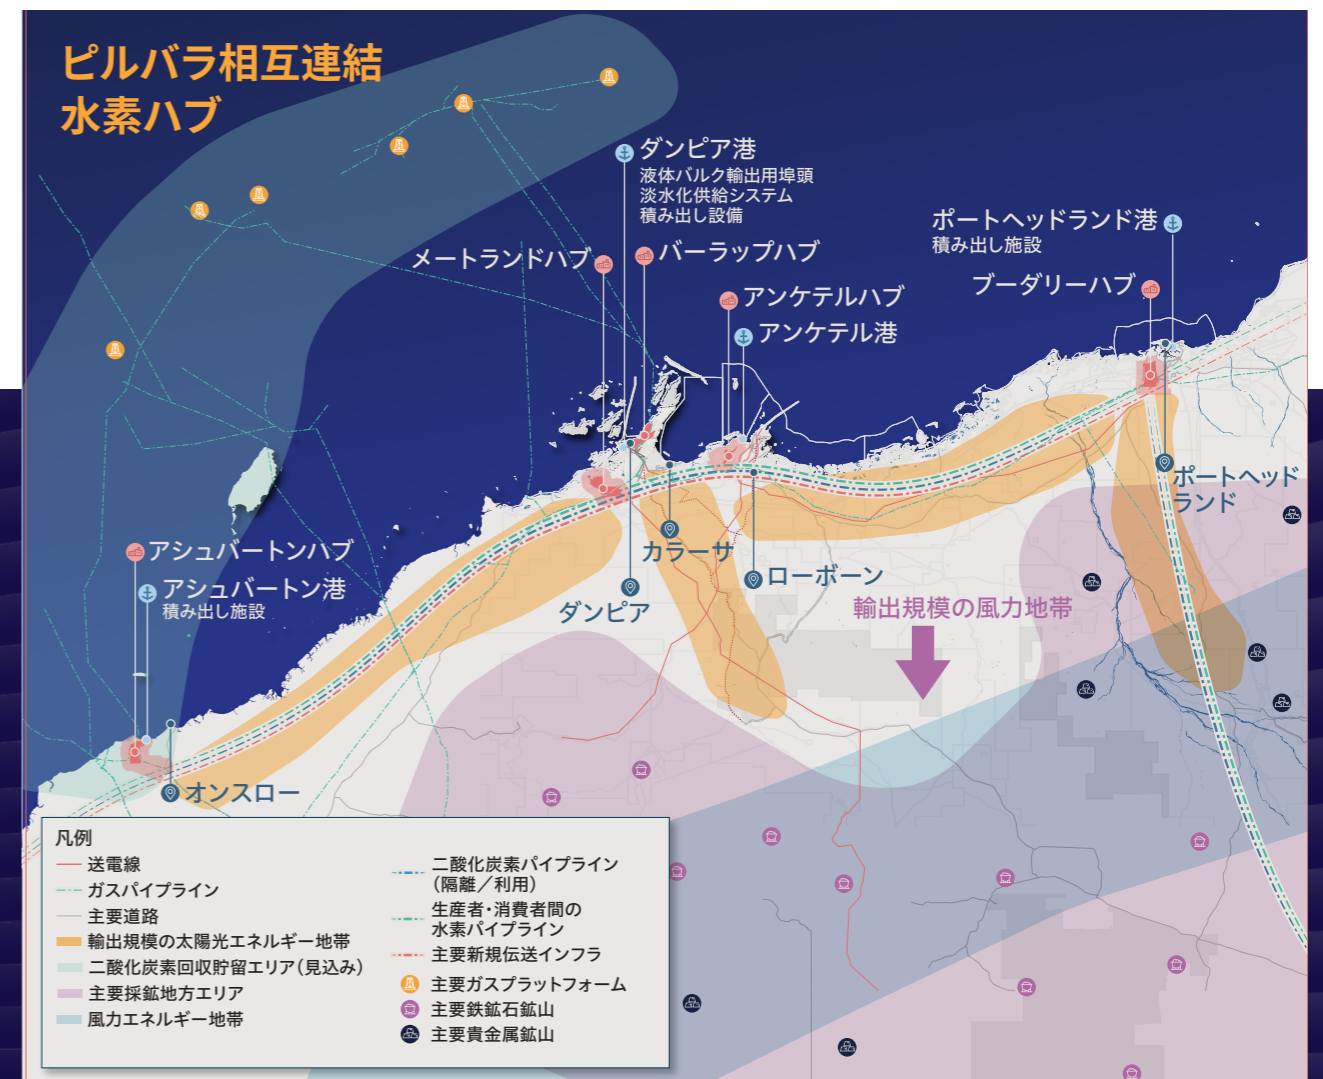 ピルバラ相互連結
水素ハブ
ダンピア港
液体バルク輸出用埠頭
淡水化供給システム
積み出し設備
メートランドハブ
バーラップハブ
アンケテルハブ
アンケテル港
ポートヘッドランド港
積み出し施設
ブーダリーハブ
アシュバートンハブ
アシュバートン港
積み出し施設
カラーサ
ダンピア
ローボーン
ポートヘッド
ランド
輸出規模の風力地帯
オンスロー
凡例
送電線
ガスパイプライン
主要道路
輸出規模の太陽光エネルギー地帯
二酸化炭素回収貯留エリア（見込み）
主要採鉱地方エリア
風力エネルギー地帯
二酸化炭素パイプライン
（隔離／利用）
生産者・消費者間の
水素パイプライン
主要新規伝送インフラ
主要ガスプラットフォーム
主要鉄鉱石鉱山
主要貴金属鉱山